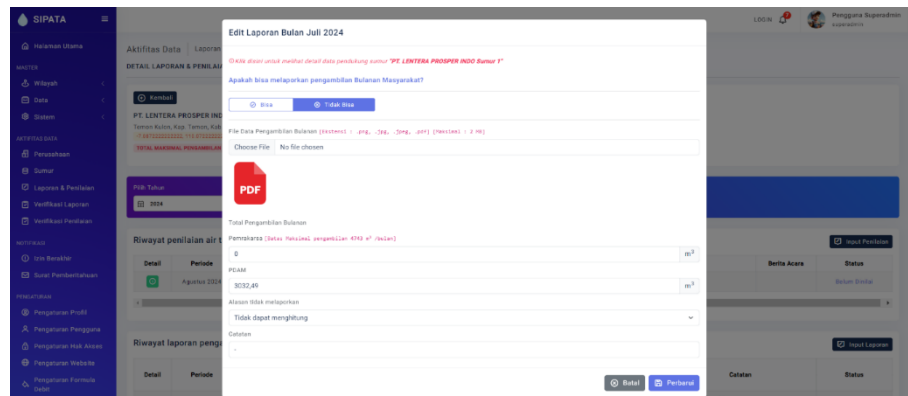 SIPATA
LOGIN
Pengguna Superadmin
superadmin
Halaman Utama
MASTER
Wilayah
Data
Sistem
AKTIFITAS DATA
Perusahaan
Sumur
Laporan & Penilaian
Verifikasi Laporan
Verifikasi Penilaian
NOTIFIKASI
Izin Berakhir
Surat Pemberitahuan
PENGATURAN
Pengaturan Profil
Pengaturan Pengguna
Pengaturan Hak Akses
Pengaturan Website
Pengaturan Formula
Debit
Aktifitas Data
Laporan
DETAIL LAPORAN & PENILAIA
Kembali
PT. LENTERA PROSPER IND
TOTAL MAKSIMAL PENGAMBILAN
Pilih Tahun
2024
Riwayat penilaian air t
Input Penilaian
Detail Periode Berita Acara Status
Agustus 2024 Belum Dinilai
Riwayat laporan penga
Input Laporan
Detail Periode Catatan Status
Edit Laporan Bulan Juli 2024
Klik disini untuk melihat detail data pendukung sumur "PT. LENTERA PROSPER INDO Sumur 1"
Apakah bisa melaporkan pengambilan Bulanan Masyarakat?
Bisa Tidak Bisa
File Data Pengambilan Bulanan [Ekstensi : .png, .jpg, .jpeg, .pdf] [Maksimal : 2 MB]
Choose File No file chosen
PDF
Total Pengambilan Bulanan
Pemrakarsa [Batas Maksimal pengambilan 4743 m³ /bulan]
0 m³
PDAM
3032,49 m³
Alasan tidak melaporkan
Tidak dapat menghitung
Catatan
-
Batal Perbarui